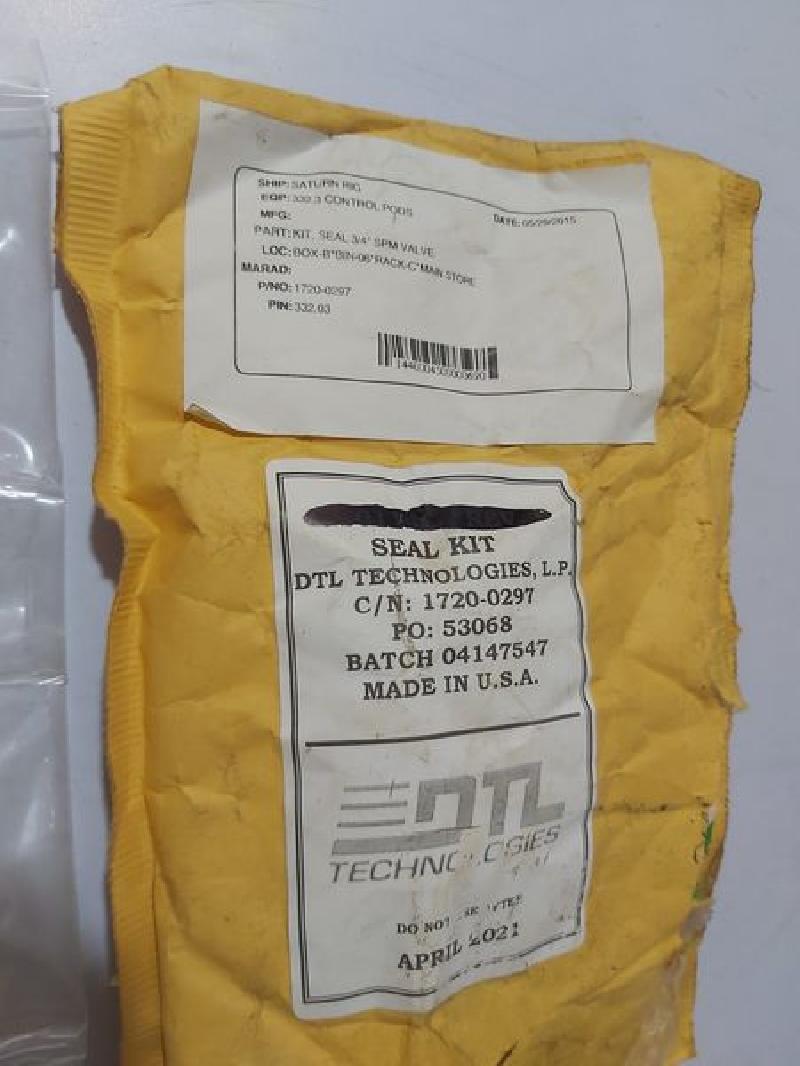 SHIP: SATURN RIG
EQP: 332.3 CONTROL PODS
DATE: 05/29/2015
MFG:
PART: KIT, SEAL 3/4" SPM VALVE
LOC: BOX-B*BIN-06*RACK-C*MAIN STORE
MARAD:
P/NO: 1720-0297
PIN: 332.03
SEAL KIT
DTL TECHNOLOGIES, L.P.
C/N: 1720-0297
PO: 53068
BATCH 04147547
MADE IN U.S.A.
DTL
TECHNOLOGIES
DO NOT
APRIL 2021